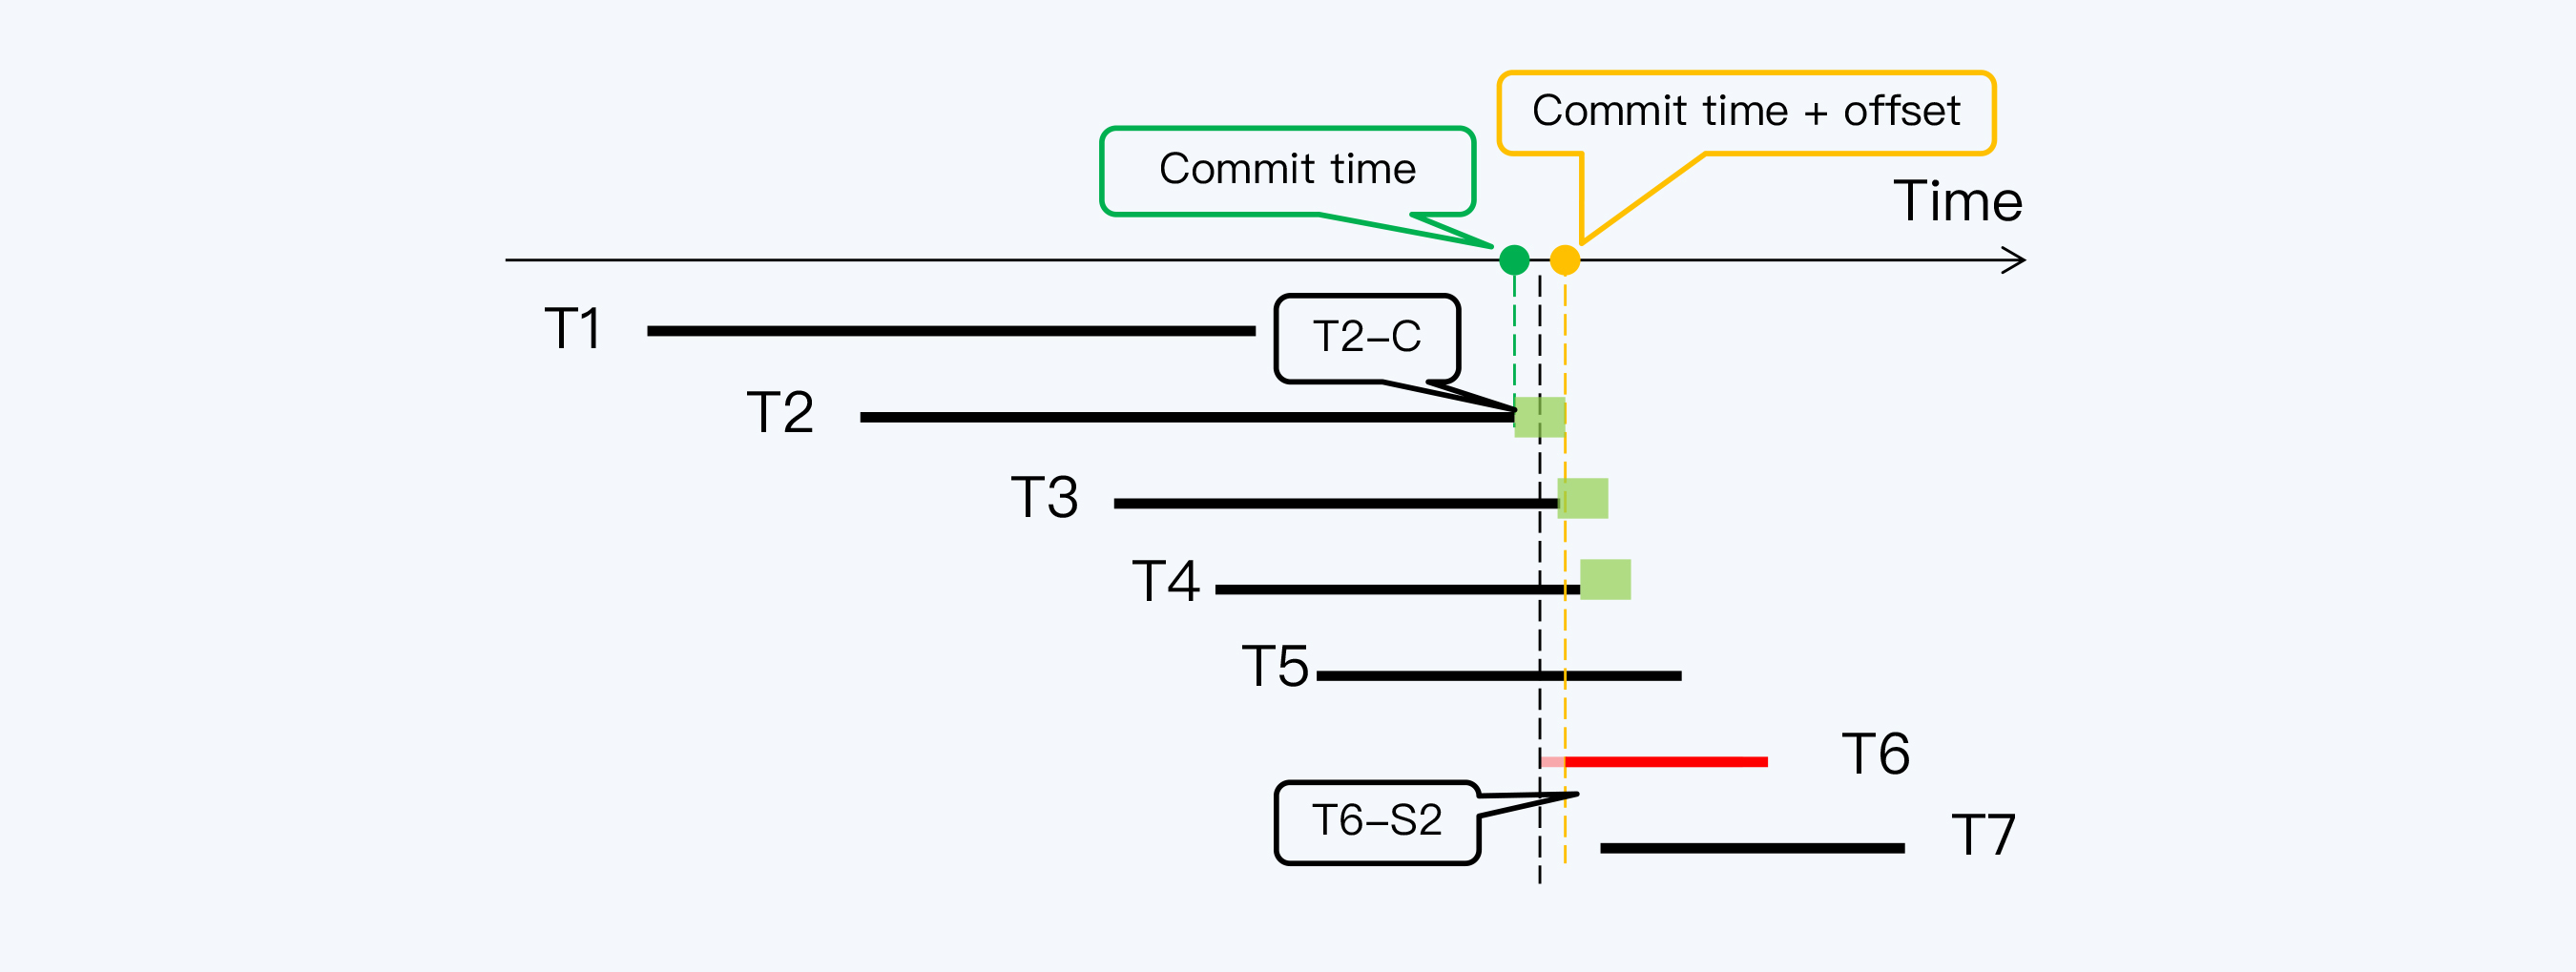 Commit time + offset
Commit time
Time
T1
T2-C
T2
T3
T4
T5
T6
T6-S2
T7